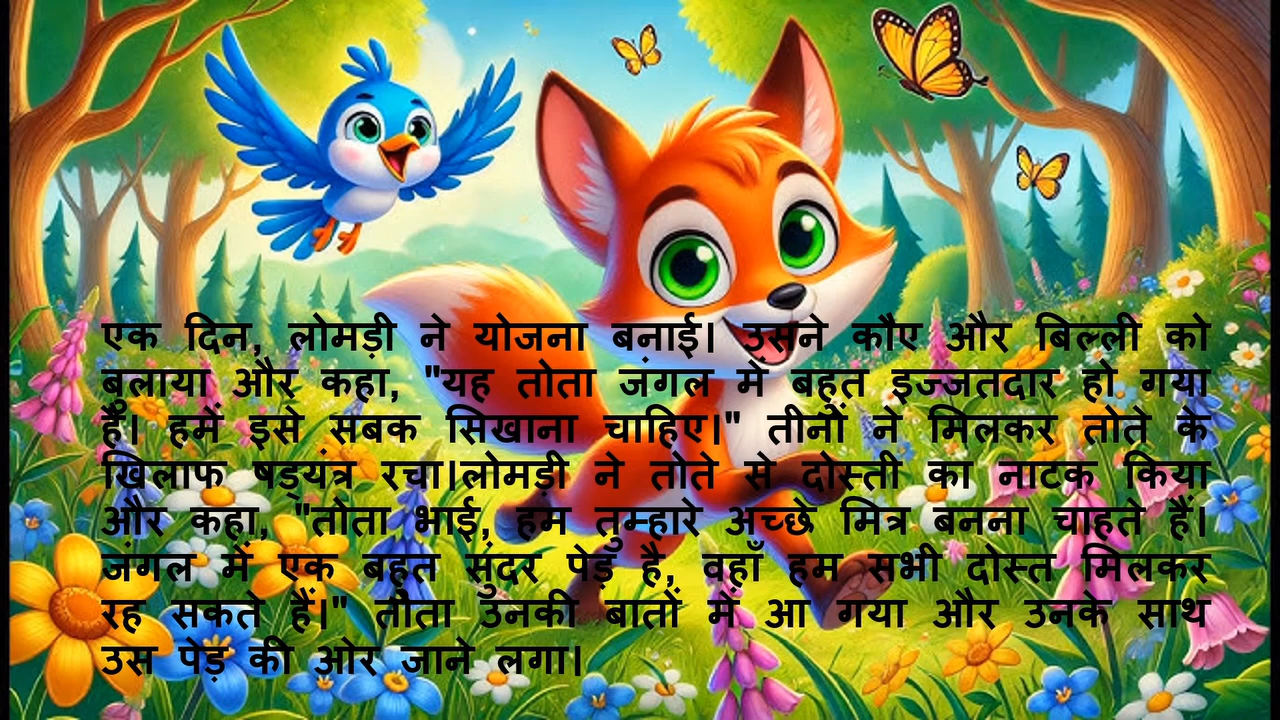 एक दिन, लोमड़ी ने योजना बनाई। उसने कौए और बिल्ली को
बुलाया और कहा, "यह तोता जंगल में बहुत इज्जतदार हो गया
है। हमें इसे सबक सिखाना चाहिए।" तीनों ने मिलकर तोते के
खिलाफ षड्यंत्र रचा।लोमड़ी ने तोते से दोस्ती का नाटक किया
और कहा, "तोता भाई, हम तुम्हारे अच्छे मित्र बनना चाहते हैं।
जंगल में एक बहुत सुंदर पेड़ है, वहाँ हम सभी दोस्त मिलकर
रह सकते हैं।" तोता उनकी बातों में आ गया और उनके साथ
उस पेड़ की ओर जाने लगा।